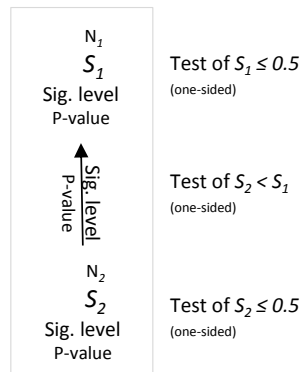 N₁
S₁ Test of S₁ ≤ 0.5
Sig. level (one-sided)
P-value
Sig. level
P-value
Test of S₂ < S₁
(one-sided)
N₂
S₂ Test of S₂ ≤ 0.5
Sig. level (one-sided)
P-value